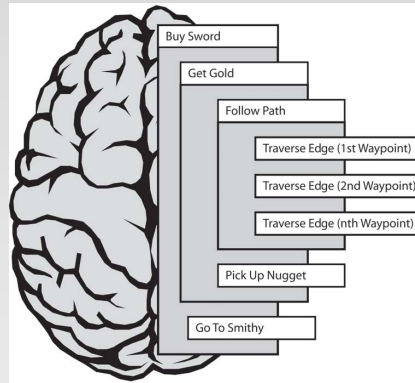 Buy Sword
Get Gold
Follow Path
Traverse Edge (1st Waypoint)
Traverse Edge (2nd Waypoint)
Traverse Edge (nth Waypoint)
Pick Up Nugget
Go To Smithy